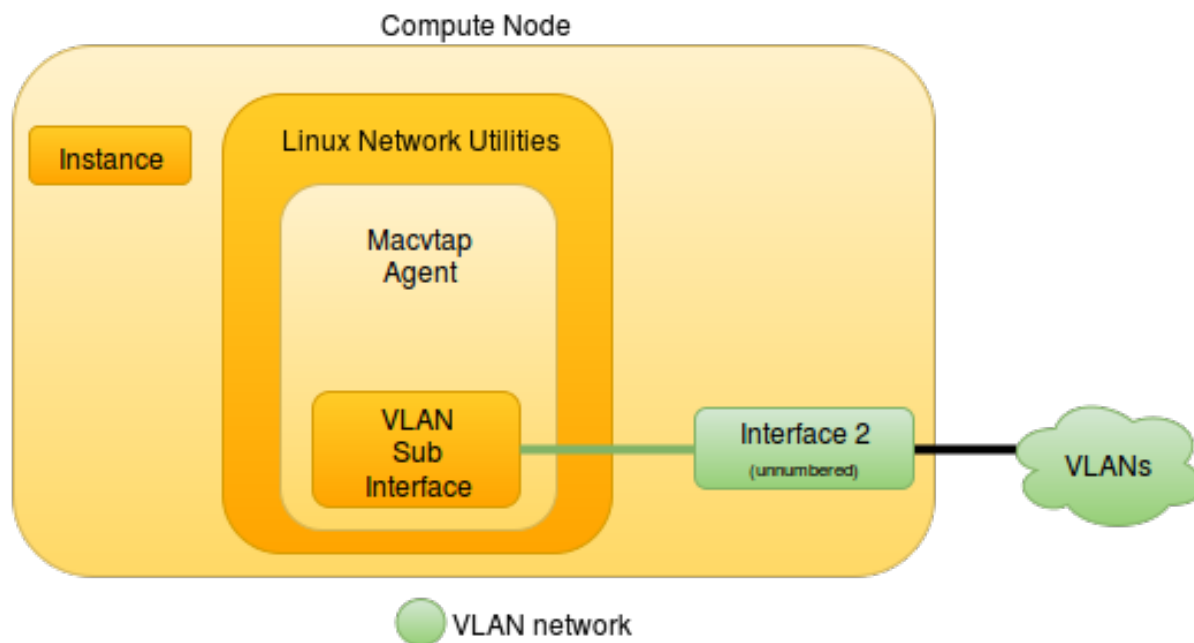 Compute Node
Instance
Linux Network Utilities
Macvtap
Agent
VLAN
Sub
Interface
Interface 2
(unnumbered)
VLANs
VLAN network